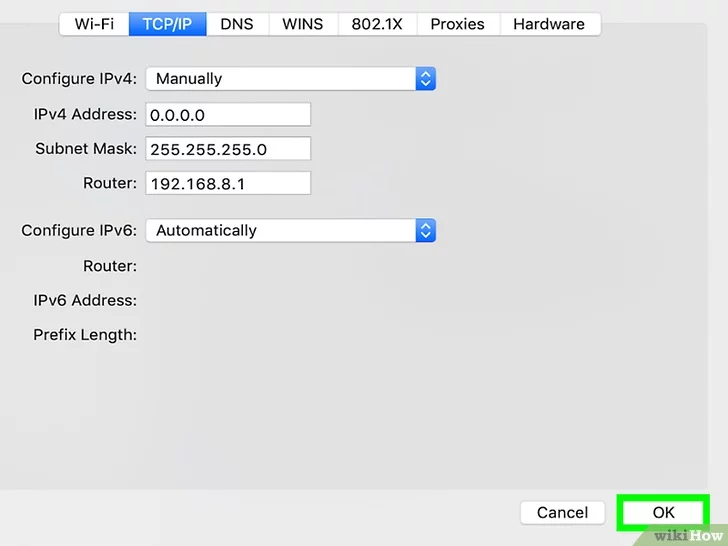 Wi-Fi TCP/IP DNS WINS 802.1X Proxies Hardware
Configure IPv4: Manually
IPv4 Address: 0.0.0.0
Subnet Mask: 255.255.255.0
Router: 192.168.8.1
Configure IPv6: Automatically
Router:
IPv6 Address:
Prefix Length:
Cancel OK
wikiHow